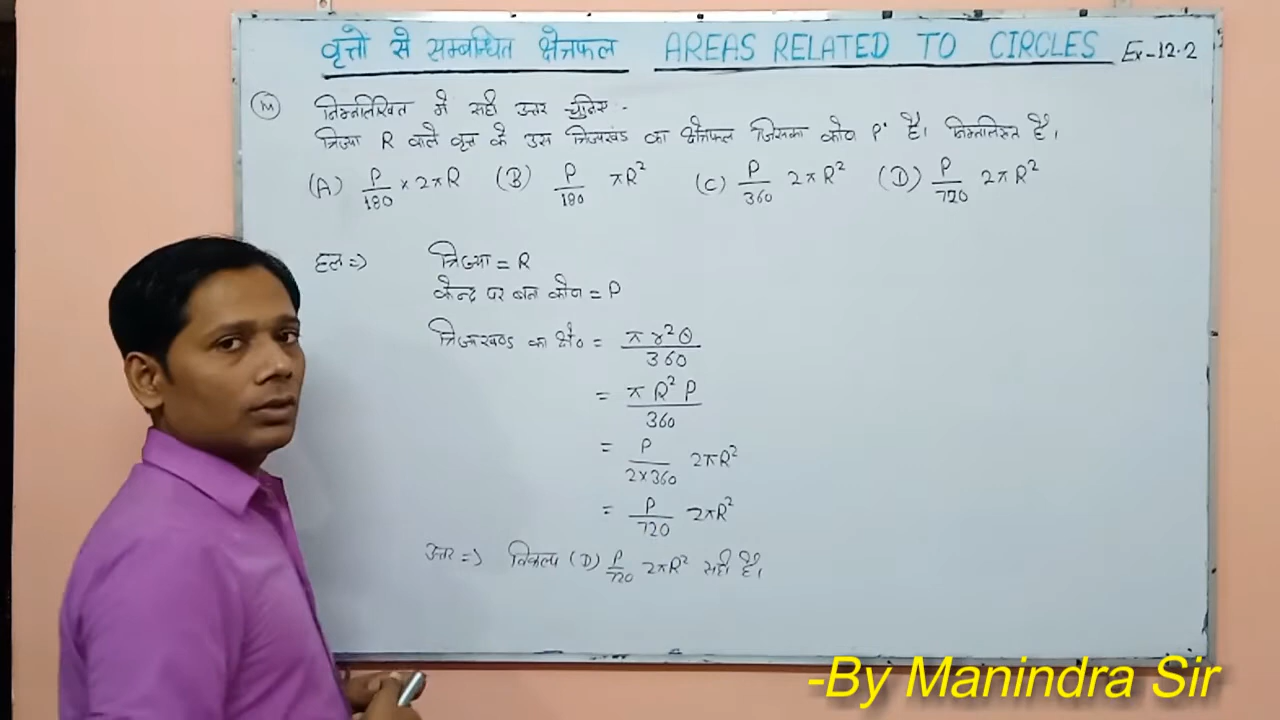 वृत्तो से सम्बन्धित क्षेत्रफल AREAS RELATED TO CIRCLES Ex-12.2
14 निम्नलिखित में सही उत्तर चुनिए -
त्रिज्या R वाले वृत्त के उस त्रिज्यखंड का क्षेत्रफल जिसका कोण P° है। निम्नलिखित है।
(A) P/180 × 2πR (B) P/180 πR² (C) P/360 2πR² (D) P/720 2πR²
हल => त्रिज्या = R
केन्द्र पर बना कोण = P
त्रिज्यखण्ड का क्षे० = πr²θ/360
= πR²P/360
= P/2×360 2πR²
= P/720 2πR²
उत्तर => विकल्प (D) P/720 2πR² सही है।
-By Manindra Sir